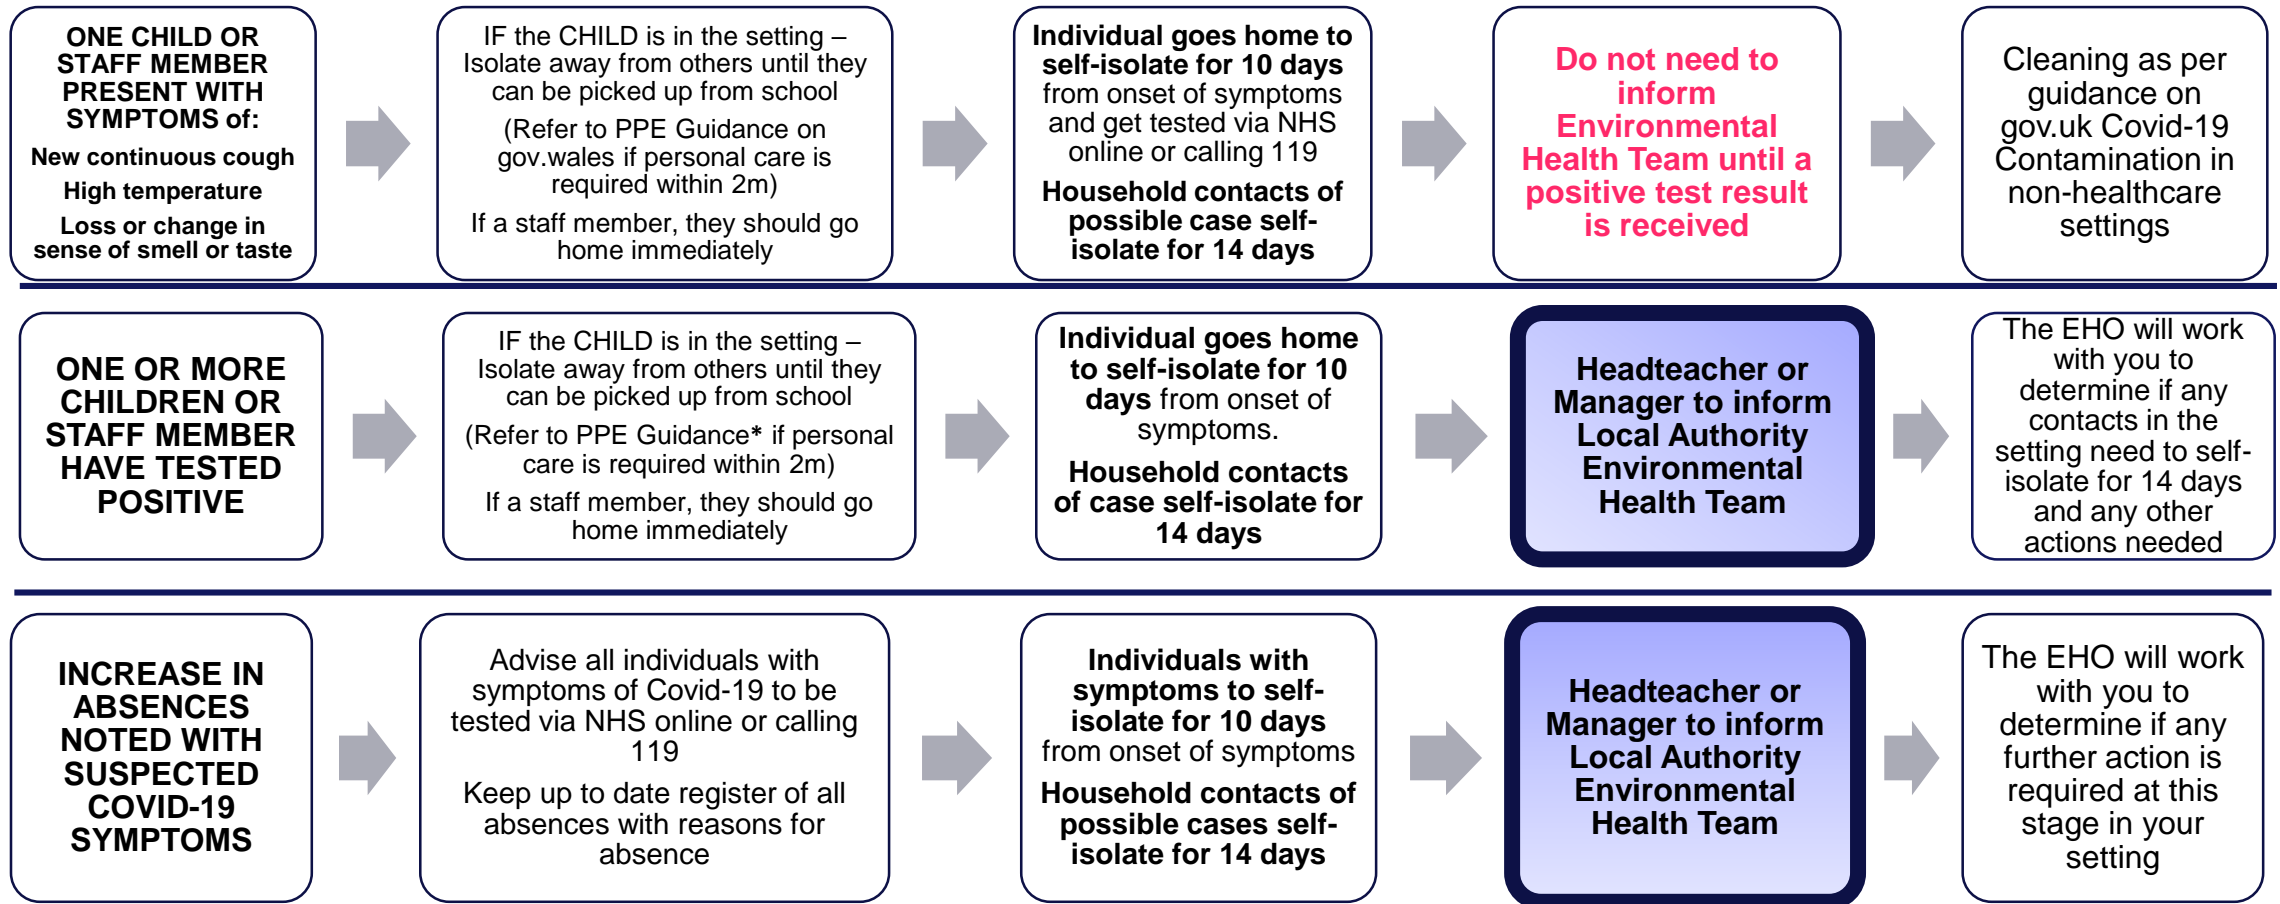 ONE CHILD OR
STAFF MEMBER
PRESENT WITH
SYMPTOMS of:
New continuous cough
High temperature
Loss or change in
sense of smell or taste
IF the CHILD is in the setting –
Isolate away from others until they
can be picked up from school
(Refer to PPE Guidance on
gov.wales if personal care is
required within 2m)
If a staff member, they should go
home immediately
Individual goes home to
self-isolate for 10 days
from onset of symptoms
and get tested via NHS
online or calling 119
Household contacts of
possible case self-
isolate for 14 days
Do not need to
inform
Environmental
Health Team until a
positive test result
is received
Cleaning as per
guidance on
gov.uk Covid-19
Contamination in
non-healthcare
settings
ONE OR MORE
CHILDREN OR
STAFF MEMBER
HAVE TESTED
POSITIVE
IF the CHILD is in the setting –
Isolate away from others until they
can be picked up from school
(Refer to PPE Guidance* if personal
care is required within 2m)
If a staff member, they should go
home immediately
Individual goes home
to self-isolate for 10
days from onset of
symptoms.
Household contacts
of case self-isolate for
14 days
Headteacher or
Manager to inform
Local Authority
Environmental
Health Team
The EHO will work
with you to
determine if any
contacts in the
setting need to self-
isolate for 14 days
and any other
actions needed
INCREASE IN
ABSENCES
NOTED WITH
SUSPECTED
COVID-19
SYMPTOMS
Advise all individuals with
symptoms of Covid-19 to be
tested via NHS online or calling
119
Keep up to date register of all
absences with reasons for
absence
Individuals with
symptoms to self-
isolate for 10 days
from onset of symptoms
Household contacts of
possible cases self-
isolate for 14 days
Headteacher or
Manager to inform
Local Authority
Environmental
Health Team
The EHO will work
with you to
determine if any
further action is
required at this
stage in your
setting